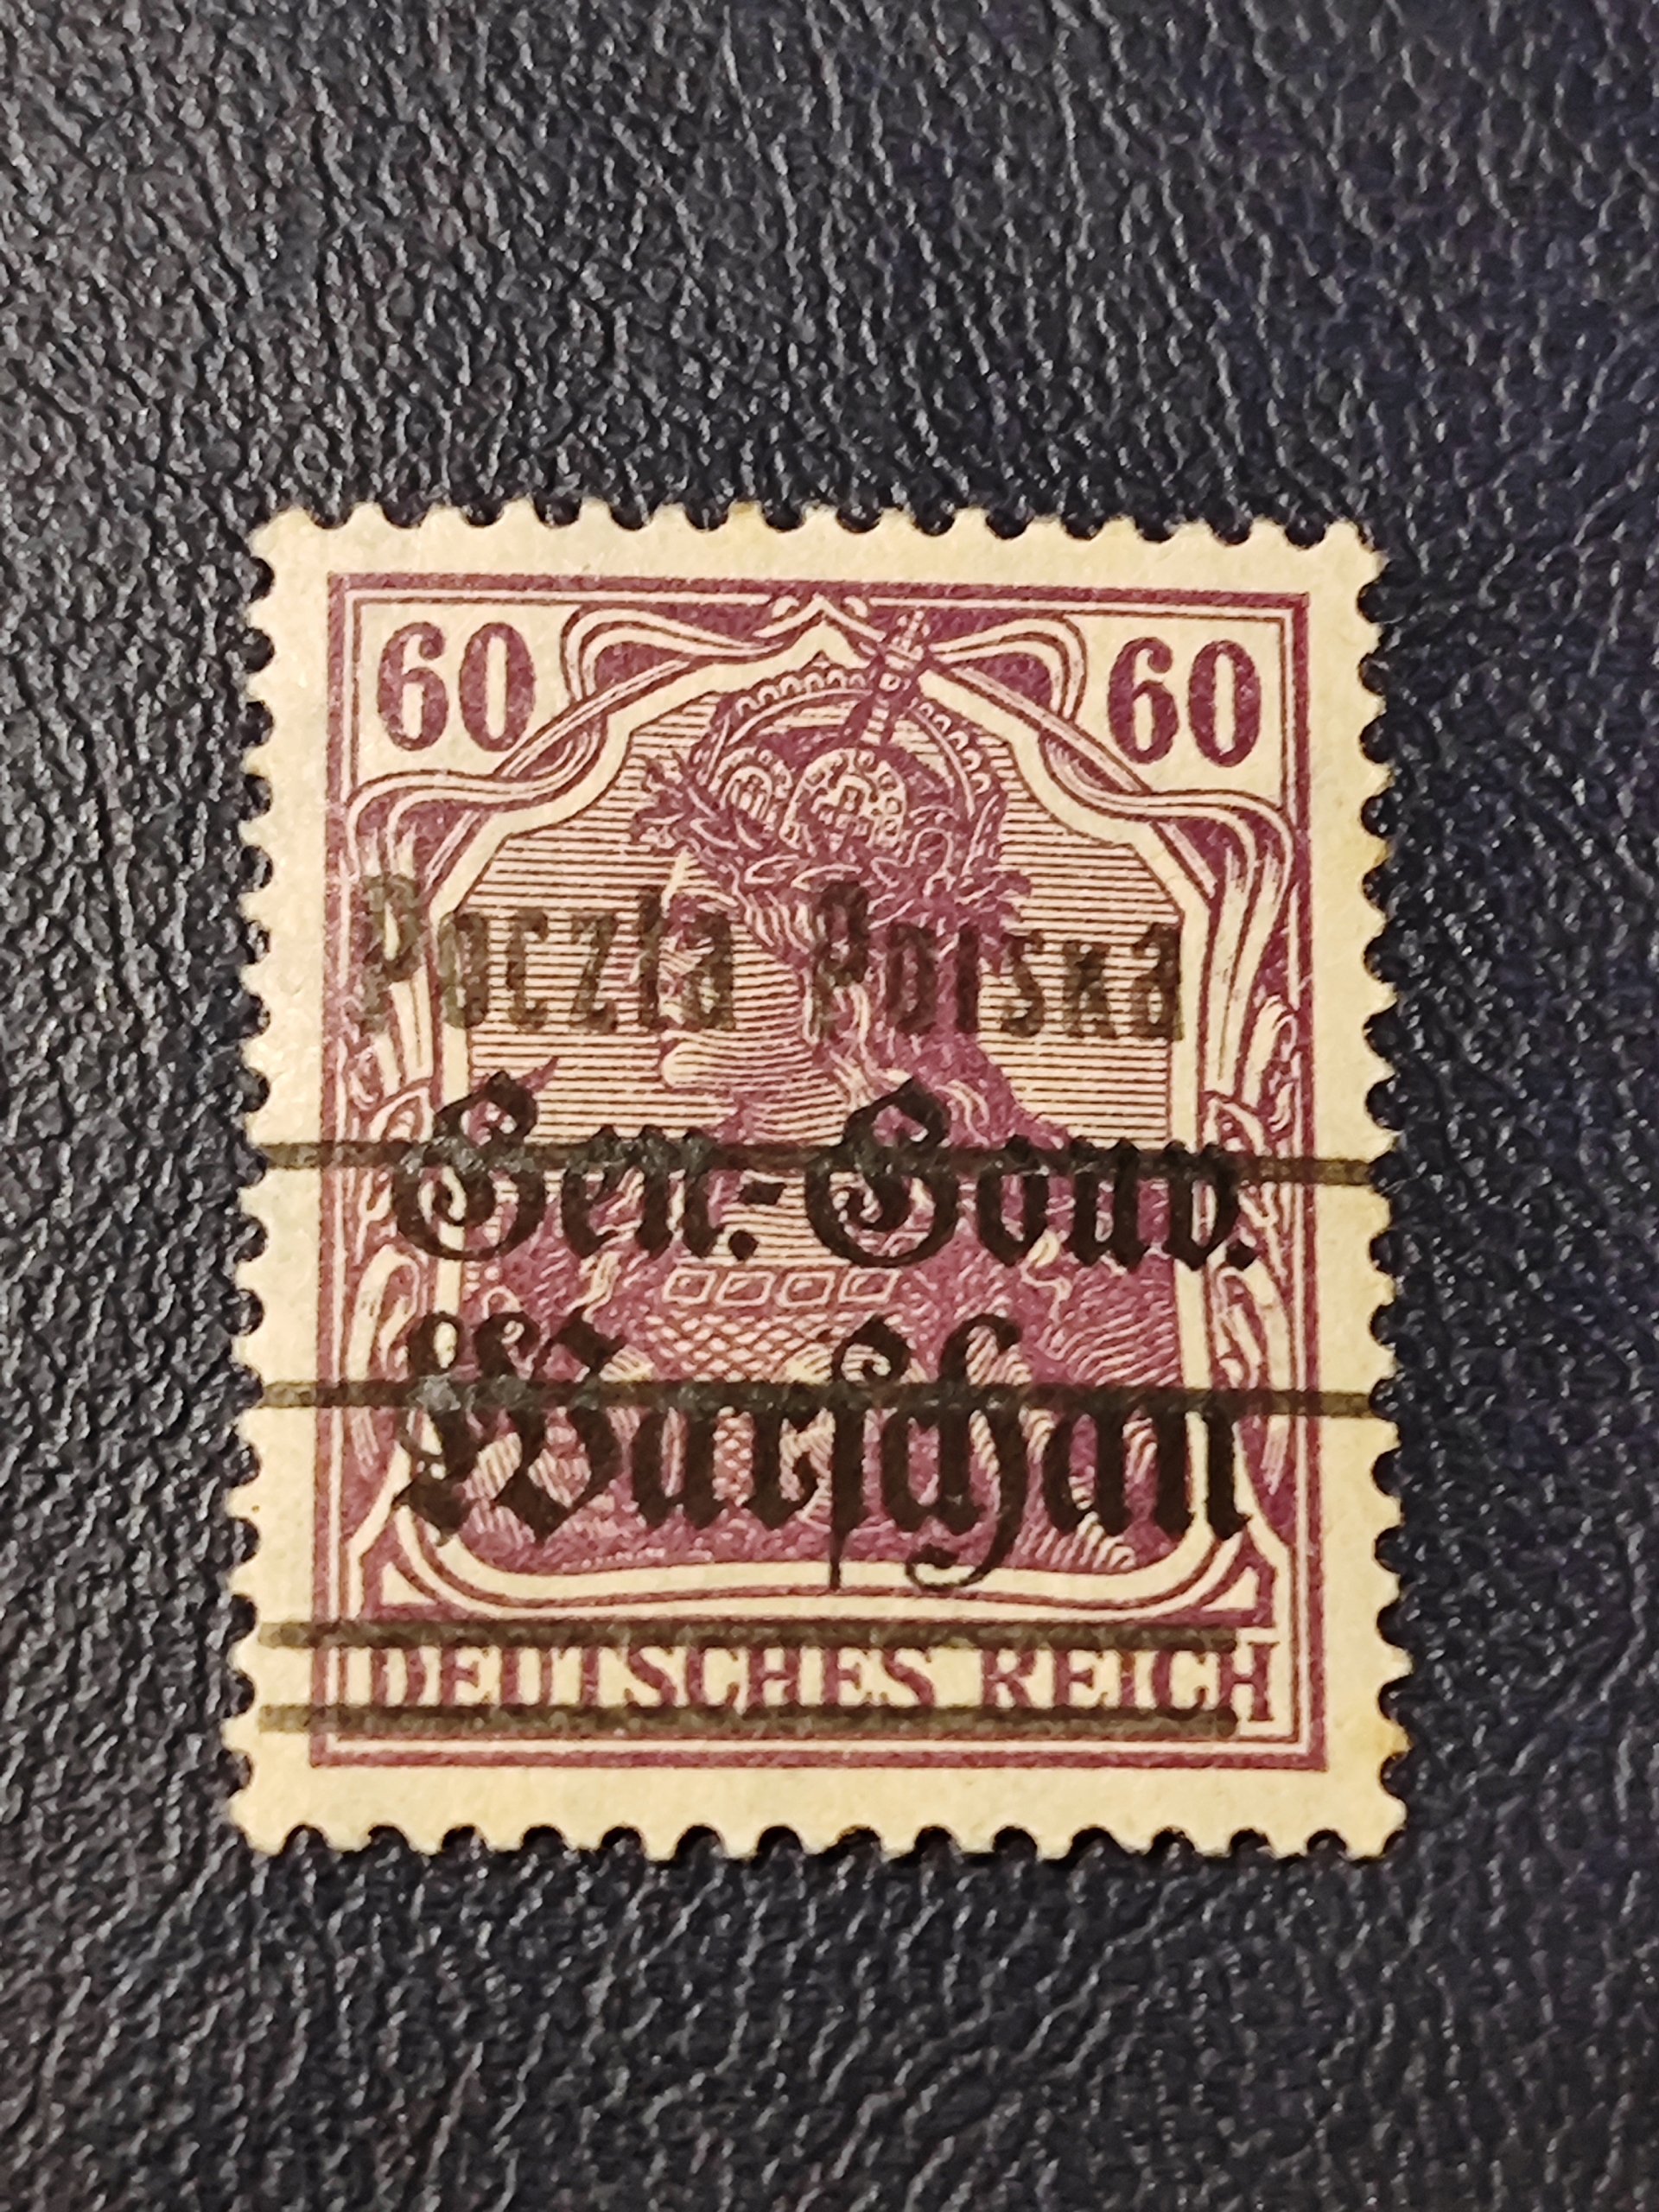 60 60
Poczta Polska
Gen.-Gouv.
Warschau
DEUTSCHES REICH